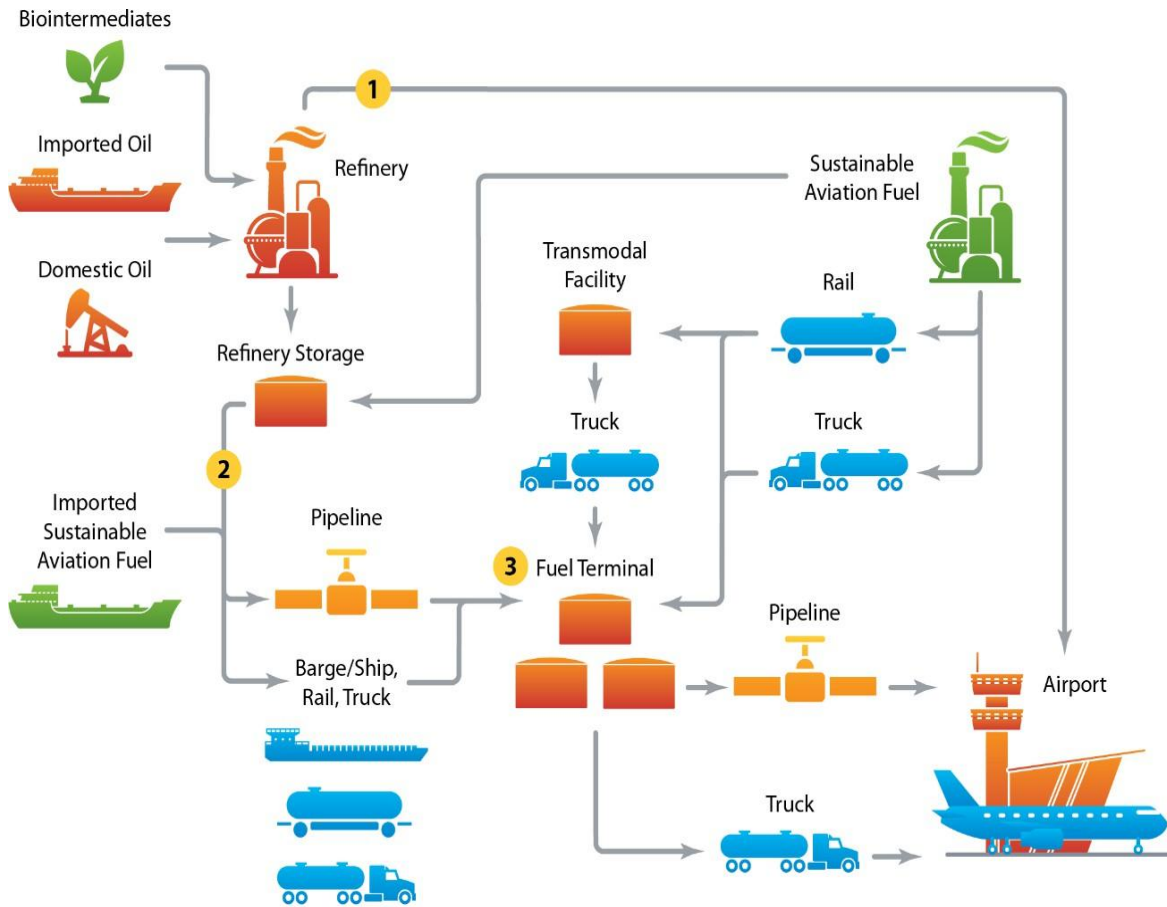 Biointermediates
1
Imported Oil
Refinery
Sustainable
Aviation Fuel
Domestic Oil
Transmodal
Facility
Rail
Refinery Storage
Truck
Truck
2
Imported
Sustainable
Aviation Fuel
Pipeline
3
Fuel Terminal
Pipeline
Barge/Ship,
Rail, Truck
Airport
Truck